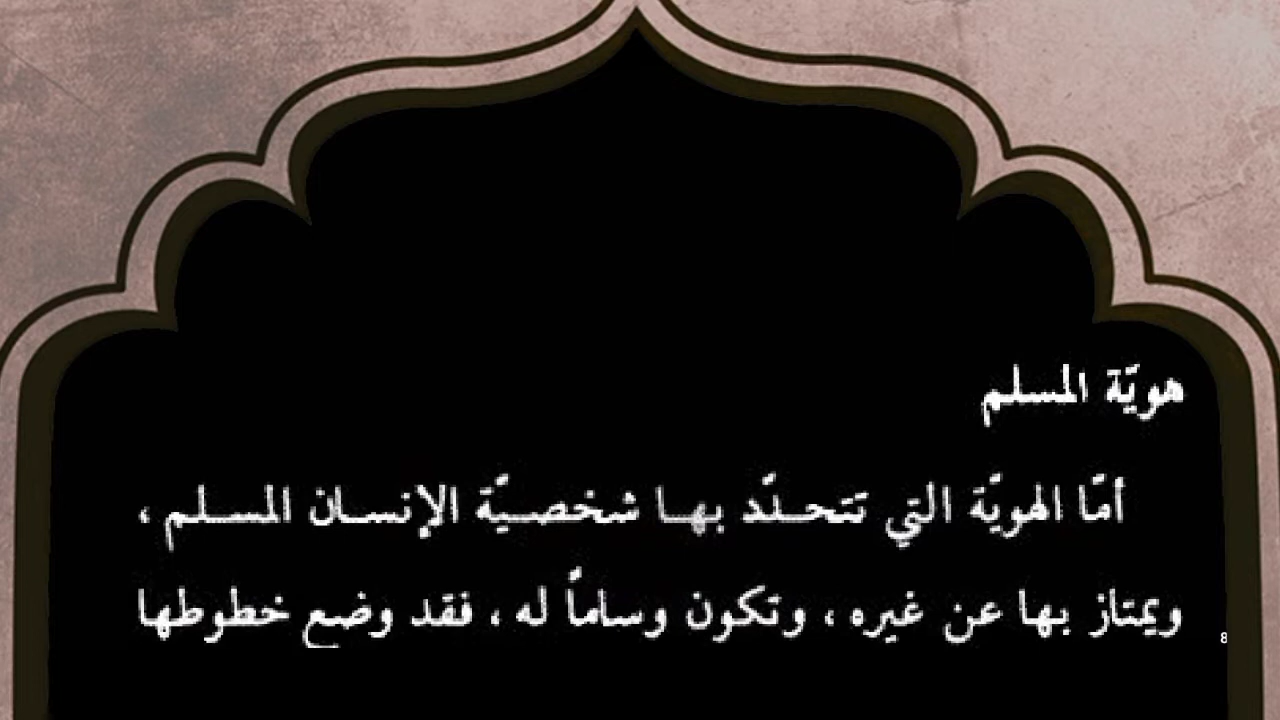 هويّة المسلم
أمّا الهويّة التي تتحدّد بها شخصيّة الإنسان المسلم ،
ويمتاز بها عن غيره ، وتكون وساماً له ، فقد وضع خطوطها
8